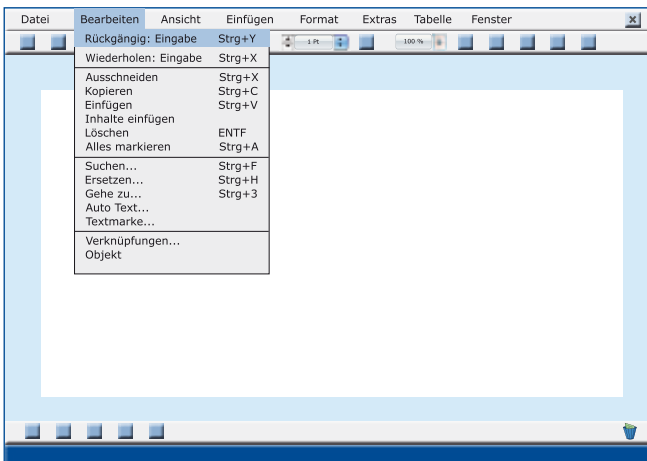 Datei Bearbeiten Ansicht Einfügen Format Extras Tabelle Fenster
1 Pt 100 %
Rückgängig: Eingabe Strg+Y
Wiederholen: Eingabe Strg+X
Ausschneiden Strg+X
Kopieren Strg+C
Einfügen Strg+V
Inhalte einfügen
Löschen ENTF
Alles markieren Strg+A
Suchen... Strg+F
Ersetzen... Strg+H
Gehe zu... Strg+3
Auto Text...
Textmarke...
Verknüpfungen...
Objekt